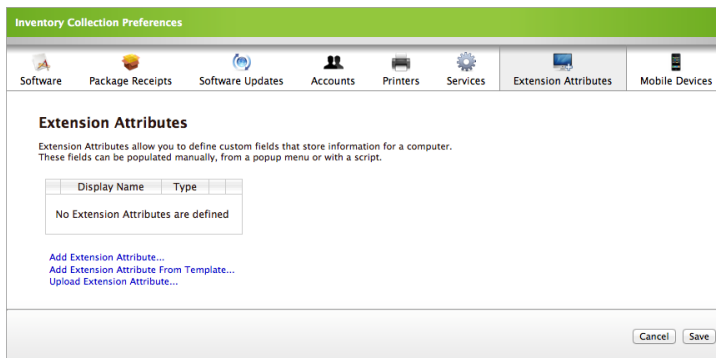 Inventory Collection Preferences
Software Package Receipts Software Updates Accounts Printers Services Extension Attributes Mobile Devices
Extension Attributes
Extension Attributes allow you to define custom fields that store information for a computer.
These fields can be populated manually, from a popup menu or with a script.
Display Name Type
No Extension Attributes are defined
Add Extension Attribute...
Add Extension Attribute From Template...
Upload Extension Attribute...
Cancel Save